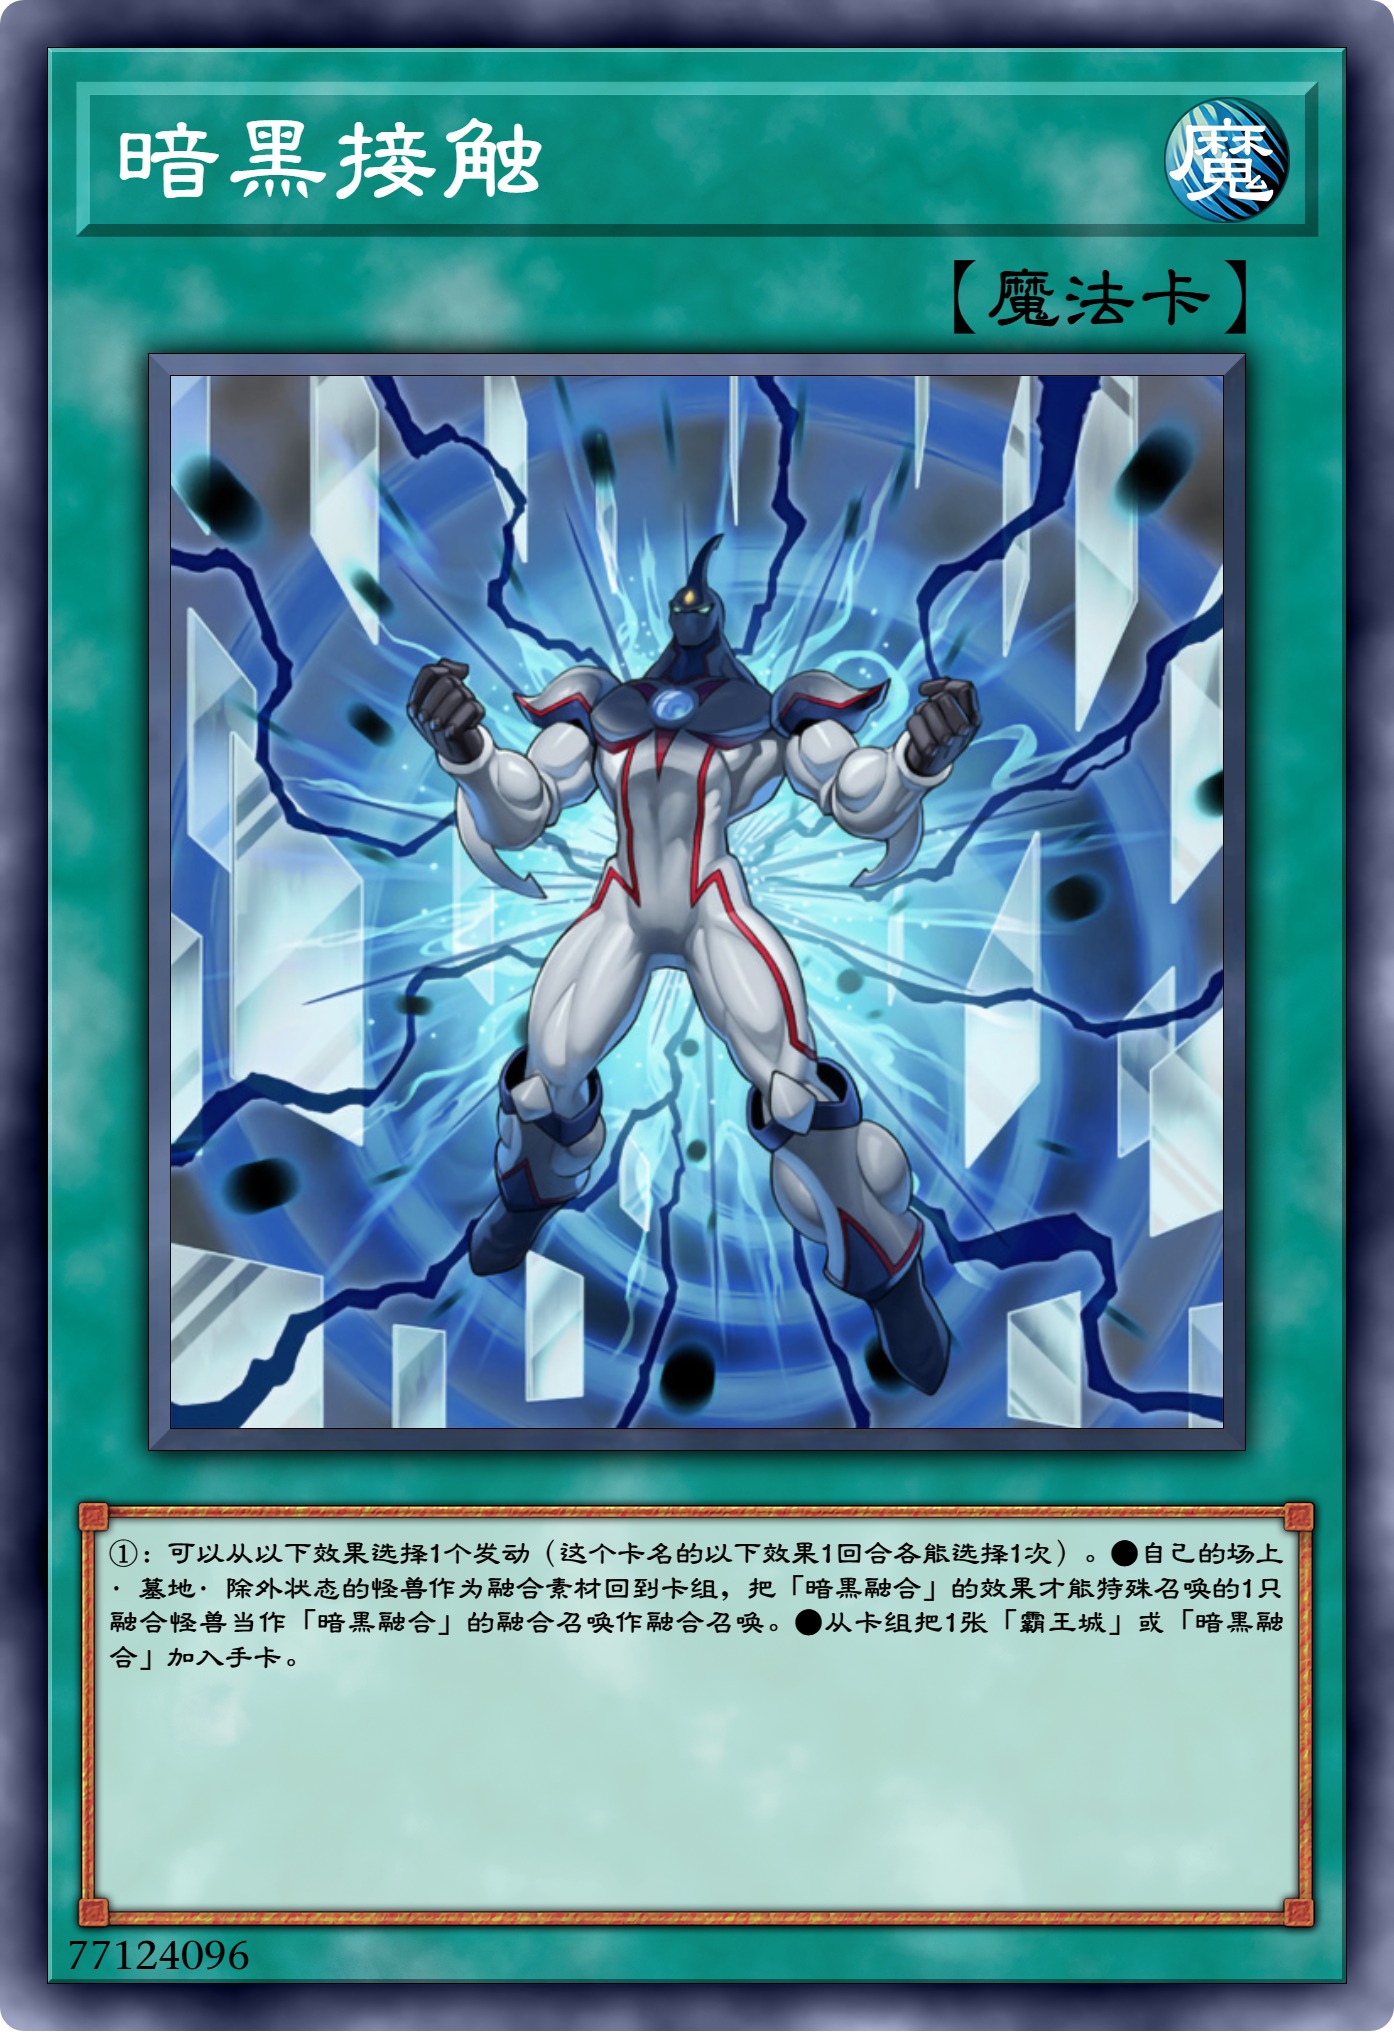 暗黑接触
魔
【魔法卡】
①：可以从以下效果选择1个发动（这个卡名的以下效果1回合各能选择1次）。●自己的场上
·墓地·除外状态的怪兽作为融合素材回到卡组，把「暗黑融合」的效果才能特殊召唤的1只
融合怪兽当作「暗黑融合」的融合召唤作融合召唤。●从卡组把1张「霸王城」或「暗黑融
合」加入手卡。
77124096